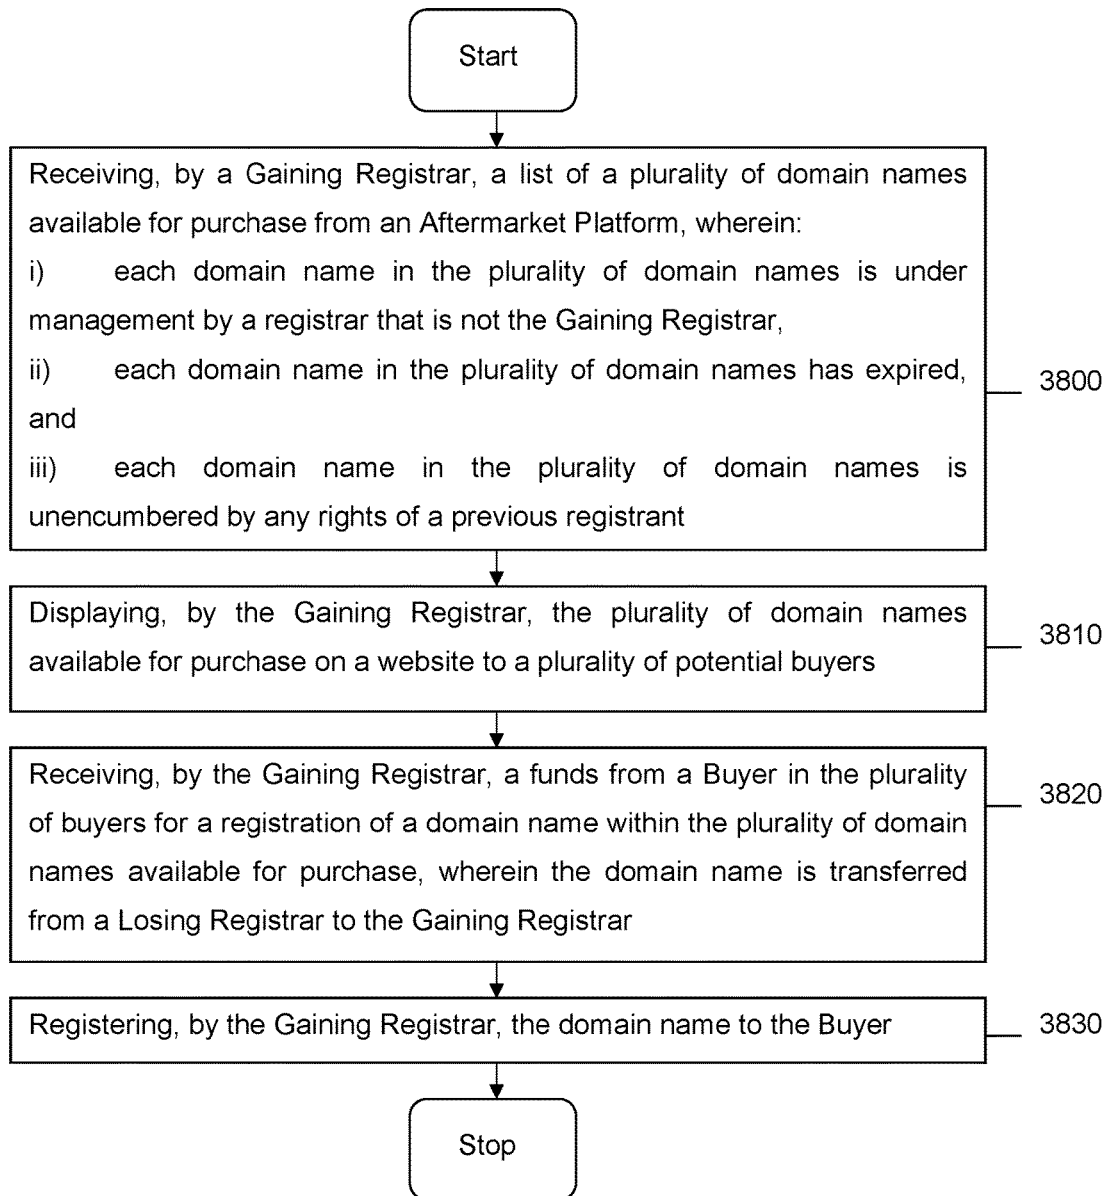 Start
Receiving, by a Gaining Registrar, a list of a plurality of domain names
available for purchase from an Aftermarket Platform, wherein:
i) each domain name in the plurality of domain names is under
management by a registrar that is not the Gaining Registrar,
ii) each domain name in the plurality of domain names has expired,
and
iii) each domain name in the plurality of domain names is
unencumbered by any rights of a previous registrant
3800
Displaying, by the Gaining Registrar, the plurality of domain names
available for purchase on a website to a plurality of potential buyers
3810
Receiving, by the Gaining Registrar, a funds from a Buyer in the plurality
of buyers for a registration of a domain name within the plurality of domain
names available for purchase, wherein the domain name is transferred
from a Losing Registrar to the Gaining Registrar
3820
Registering, by the Gaining Registrar, the domain name to the Buyer
3830
Stop